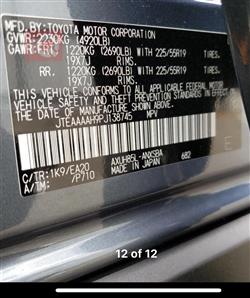 MFD.BY:TOYOTA MOTOR CORPORATION
GVWR:2230KG (4920LB)
GAWR:FRT. 1220KG (2690LB) WITH 225/55R19 TIRES,
19X7J RIMS.
RR. 1220KG (2690LB) WITH 225/55R19 TIRES,
19X7J RIMS.
THIS VEHICLE CONFORMS TO ALL APPLICABLE
FEDERAL MOTOR VEHICLE SAFETY AND
THEFT PREVENTION STANDARDS IN EFFECT ON
THE DATE OF MANUFACTURE SHOWN ABOVE.
JTEAAAAH9PJ138745 MPV
C/TR:1K9/EA20 AXUH85L-ANXSBA 682
A/TM: /P710 MADE IN JAPAN
12 of 12